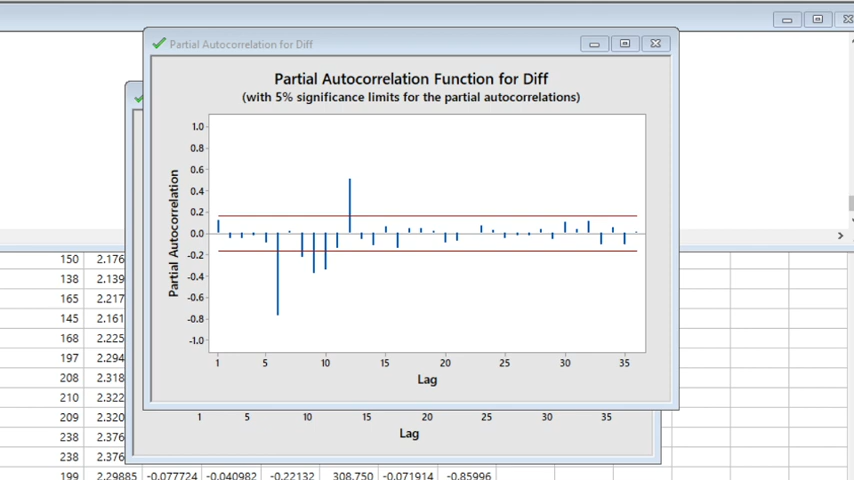 Partial Autocorrelation for Diff
Partial Autocorrelation Function for Diff
(with 5% significance limits for the partial autocorrelations)
Partial Autocorrelation
1.0
0.8
0.6
0.4
0.2
0.0
-0.2
-0.4
-0.6
-0.8
-1.0
1 5 10 15 20 25 30 35
Lag
1 5 10 15 20 25 30 35
Lag
150 2.176
138 2.139
165 2.217
145 2.161
168 2.225
197 2.294
208 2.318
210 2.322
209 2.320
238 2.376
238 2.376
199 2.29885 -0.077724 -0.040982 -0.22132 308.750 -0.071914 -0.85996